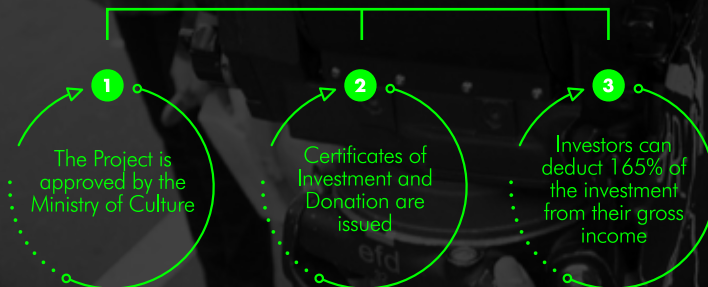 1
The Project is
approved by the
Ministry of Culture
2
Certificates of
Investment and
Donation are
issued
3
Investors can
deduct 165% of
the investment
from their gross
income
efd